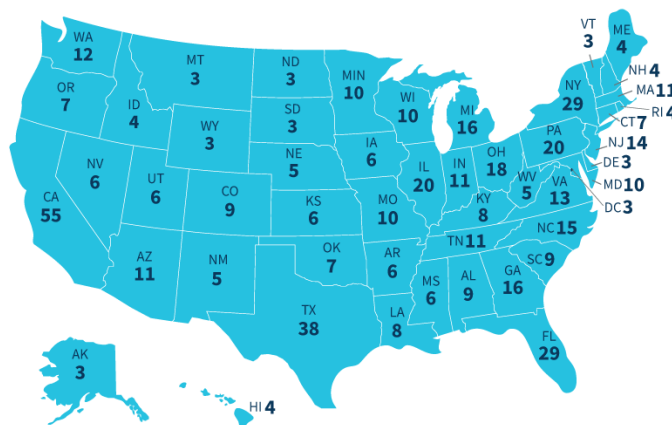 WA
12
OR
7
CA
55
NV
6
ID
4
MT
3
WY
3
UT
6
CO
9
AZ
11
NM
5
ND
3
SD
3
NE
5
KS
6
OK
7
TX
38
MIN
10
IA
6
MO
10
AR
6
LA
8
WI
10
IL
20
MI
16
IN
11
OH
18
KY
8
TN 11
MS
6
AL
9
GA
16
FL
29
SC 9
NC 15
VA
13
WV
5
PA
20
NY
29
VT
3
ME
4
NH 4
MA 11
RI 4
CT 7
NJ 14
DE 3
MD 10
DC 3
AK
3
HI 4